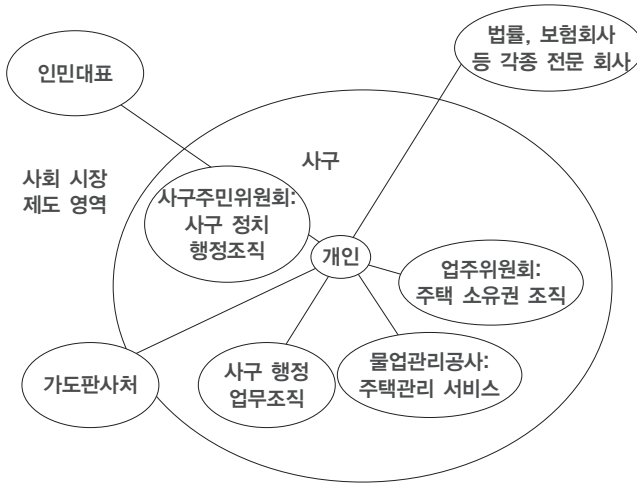 법률, 보험회사
등 각종 전문 회사
인민대표
사구
사회 시장
제도 영역
사구주민위원회:
사구 정치
행정조직
개인
업주위원회:
주택 소유권 조직
가도판사처
사구 행정
업무조직
물업관리공사:
주택관리 서비스